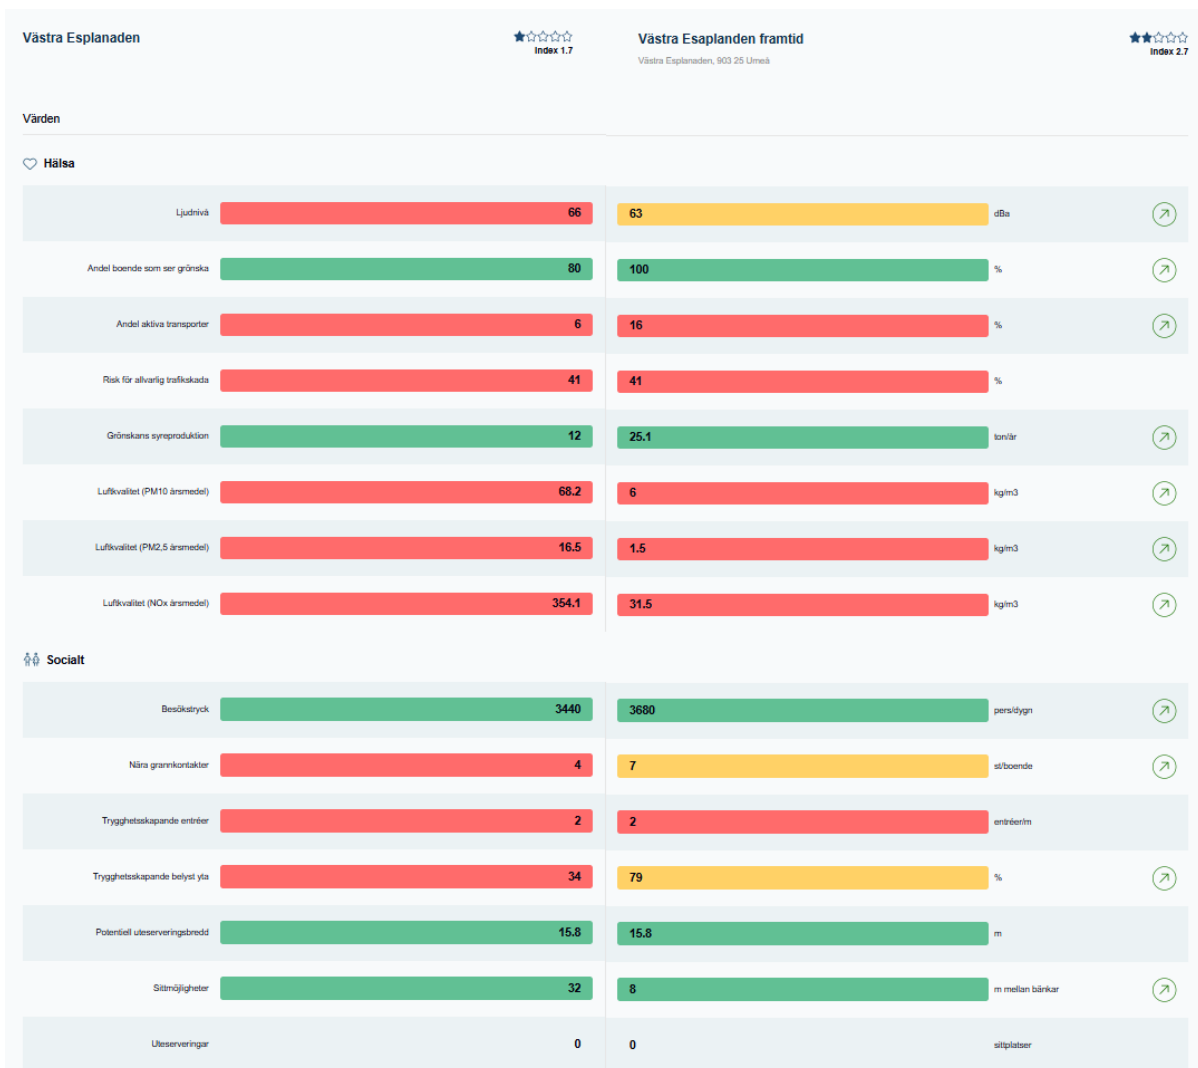 Västra Esplanaden
Index 1.7
Västra Esaplanden framtid
Index 2.7
Västra Esplanaden, 903 25 Umeå
Värden
Hälsa
Ljudnivå 66 63 dBa
Andel boende som ser grönska 80 100 %
Andel aktiva transporter 6 16 %
Risk för allvarlig trafikskada 41 41 %
Grönskans syreproduktion 12 25.1 ton/år
Luftkvalitet (PM10 årsmedel) 68.2 6 kg/m3
Luftkvalitet (PM2,5 årsmedel) 16.5 1.5 kg/m3
Luftkvalitet (NOx årsmedel) 354.1 31.5 kg/m3
Socialt
Besökstryck 3440 3680 pers/dygn
Nära grannkontakter 4 7 st/boende
Trygghetsskapande entréer 2 2 entréer/m
Trygghetsskapande belyst yta 34 79 %
Potentiell uteserveringsbredd 15.8 15.8 m
Sittmöjligheter 32 8 m mellan bänkar
Uteserveringar 0 0 sittplatser